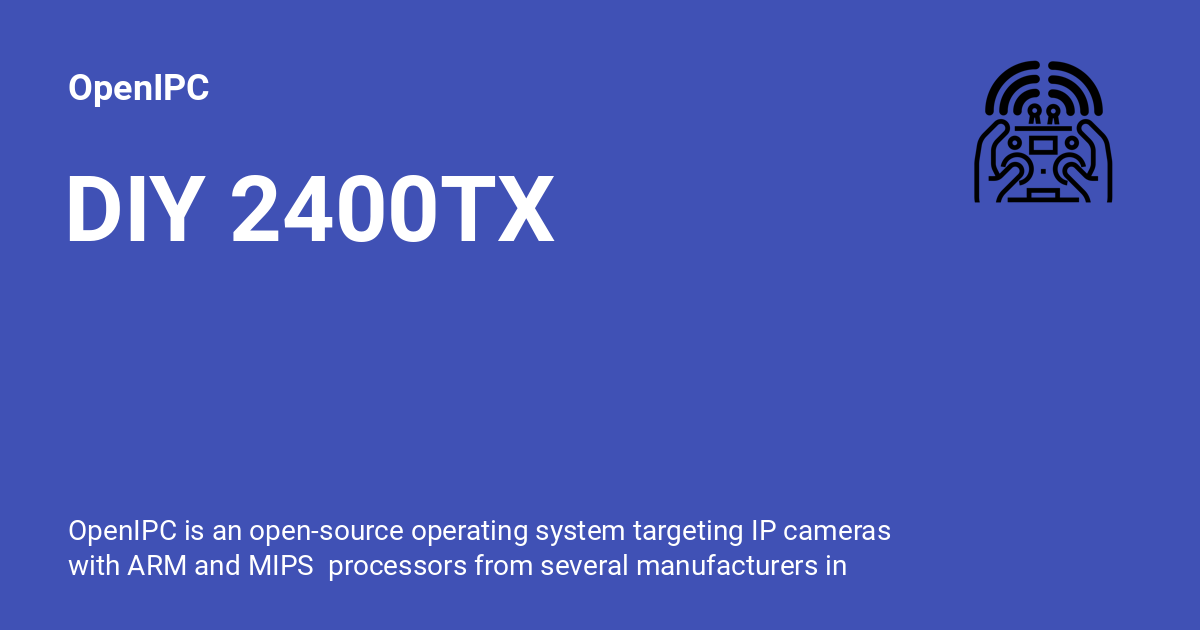 OpenIPC
DIY 2400TX
OpenIPC is an open-source operating system targeting IP cameras
with ARM and MIPS  processors from several manufacturers in